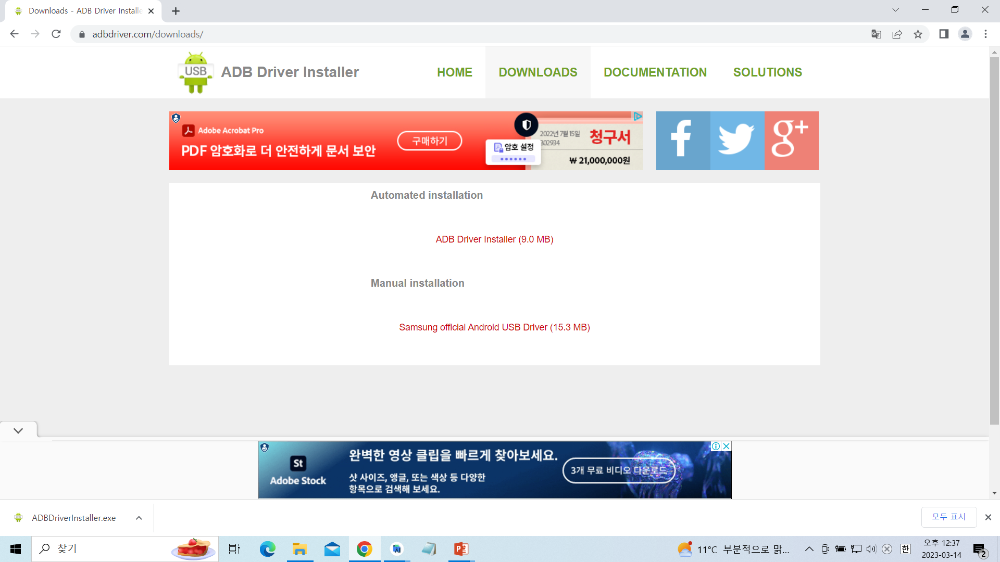 Downloads - ADB Driver Installe
adbdriver.com/downloads/
USB
ADB Driver Installer
HOME
DOWNLOADS
DOCUMENTATION
SOLUTIONS
Adobe Acrobat Pro
PDF 암호화로 더 안전하게 문서 보안
구매하기
암호 설정
2022년 7월 15일
302934
청구서
₩ 21,000,000원
f
g+
Automated installation
ADB Driver Installer (9.0 MB)
Manual installation
Samsung official Android USB Driver (15.3 MB)
St
Adobe Stock
완벽한 영상 클립을 빠르게 찾아보세요.
샷 사이즈, 앵글, 또는 색상 등 다양한
항목으로 검색해 보세요.
3개 무료 비디오 다운로드
ADBDriverInstaller.exe
모두 표시
찾기
11°C 부분적으로 맑...
한
오후 12:37
2023-03-14
2